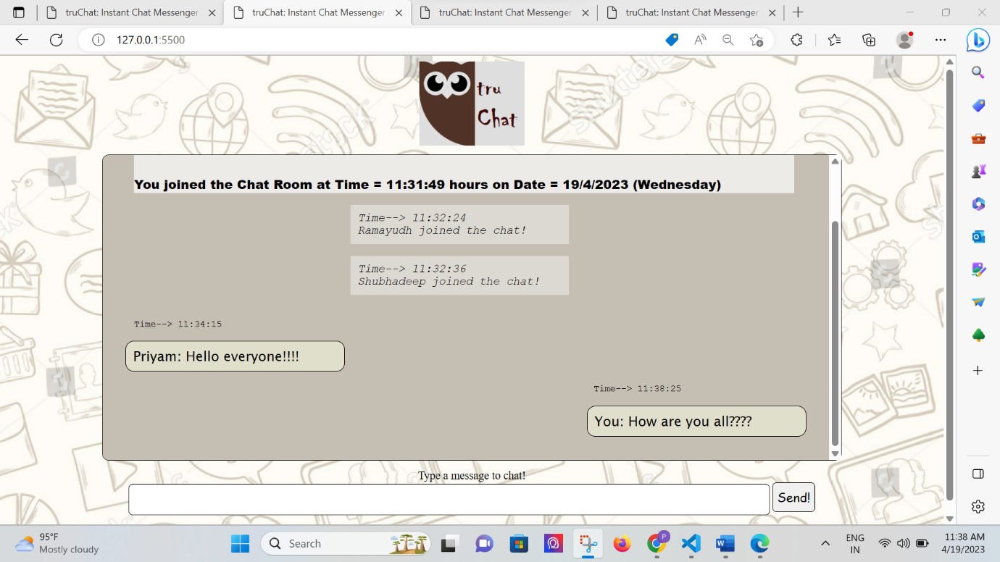 truChat: Instant Chat Messenger
truChat: Instant Chat Messenger
truChat: Instant Chat Messenger
truChat: Instant Chat Messenger
127.0.0.1:5500
tru
Chat
You joined the Chat Room at Time = 11:31:49 hours on Date = 19/4/2023 (Wednesday)
Time--> 11:32:24
Ramayudh joined the chat!
Time--> 11:32:36
Shubhadeep joined the chat!
Time--> 11:34:15
Priyam: Hello everyone!!!!
Time--> 11:38:25
You: How are you all????
Type a message to chat!
Send!
95°F
Mostly cloudy
Search
P
ENG
IN
11:38 AM
4/19/2023